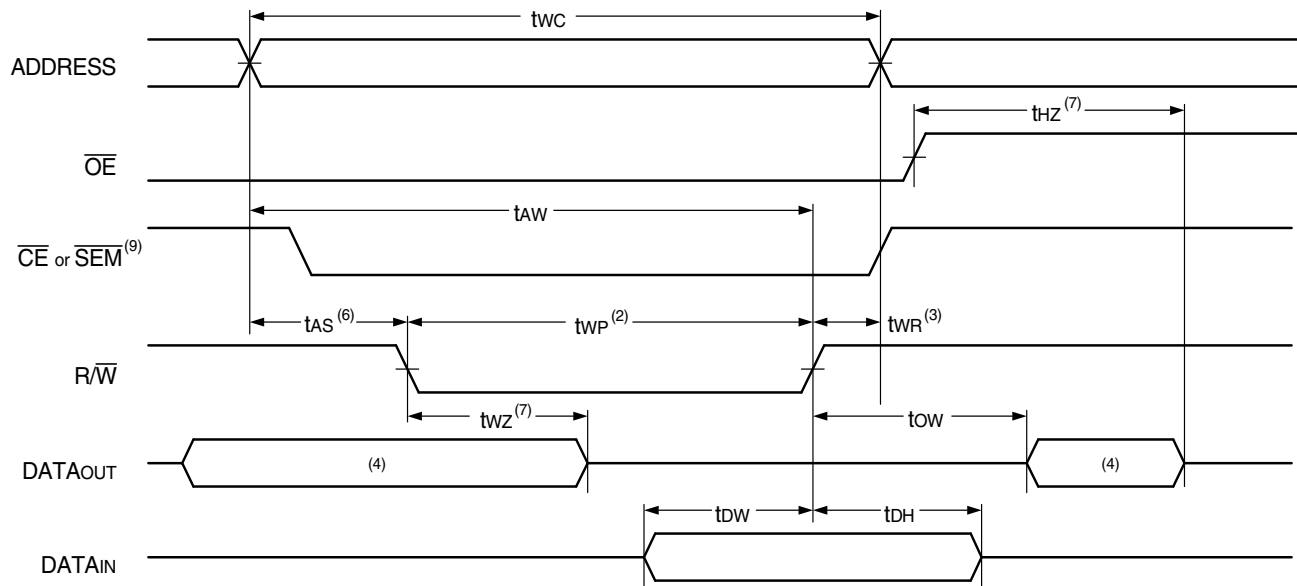 tWC
ADDRESS
tHZ(7)
OE
tAW
CE or SEM(9)
tAS(6) tWP(2) tWR(3)
R/W
tWZ(7) tOW
DATAOUT (4) (4)
tDW tDH
DATAIN